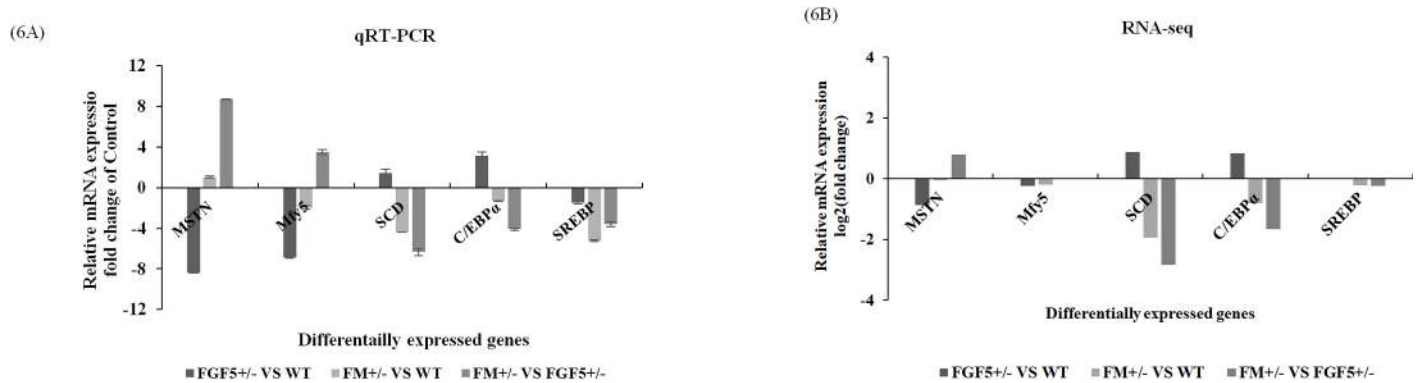 (6A)
qRT-PCR
Relative mRNA expressio
fold change of Control
12
8
4
0
-4
-8
-12
MSTN
Mfy5
SCD
C/EBPα
SREBP
Differentailly expressed genes
FGF5+/- VS WT FM+/- VS WT FM+/- VS FGF5+/-
(6B)
RNA-seq
Relative mRNA expression
log2(fold change)
4
2
0
-2
-4
MSTN
Mfy5
SCD
C/EBPα
SREBP
Differentially expressed genes
FGF5+/- VS WT FM+/- VS WT FM+/- VS FGF5+/-